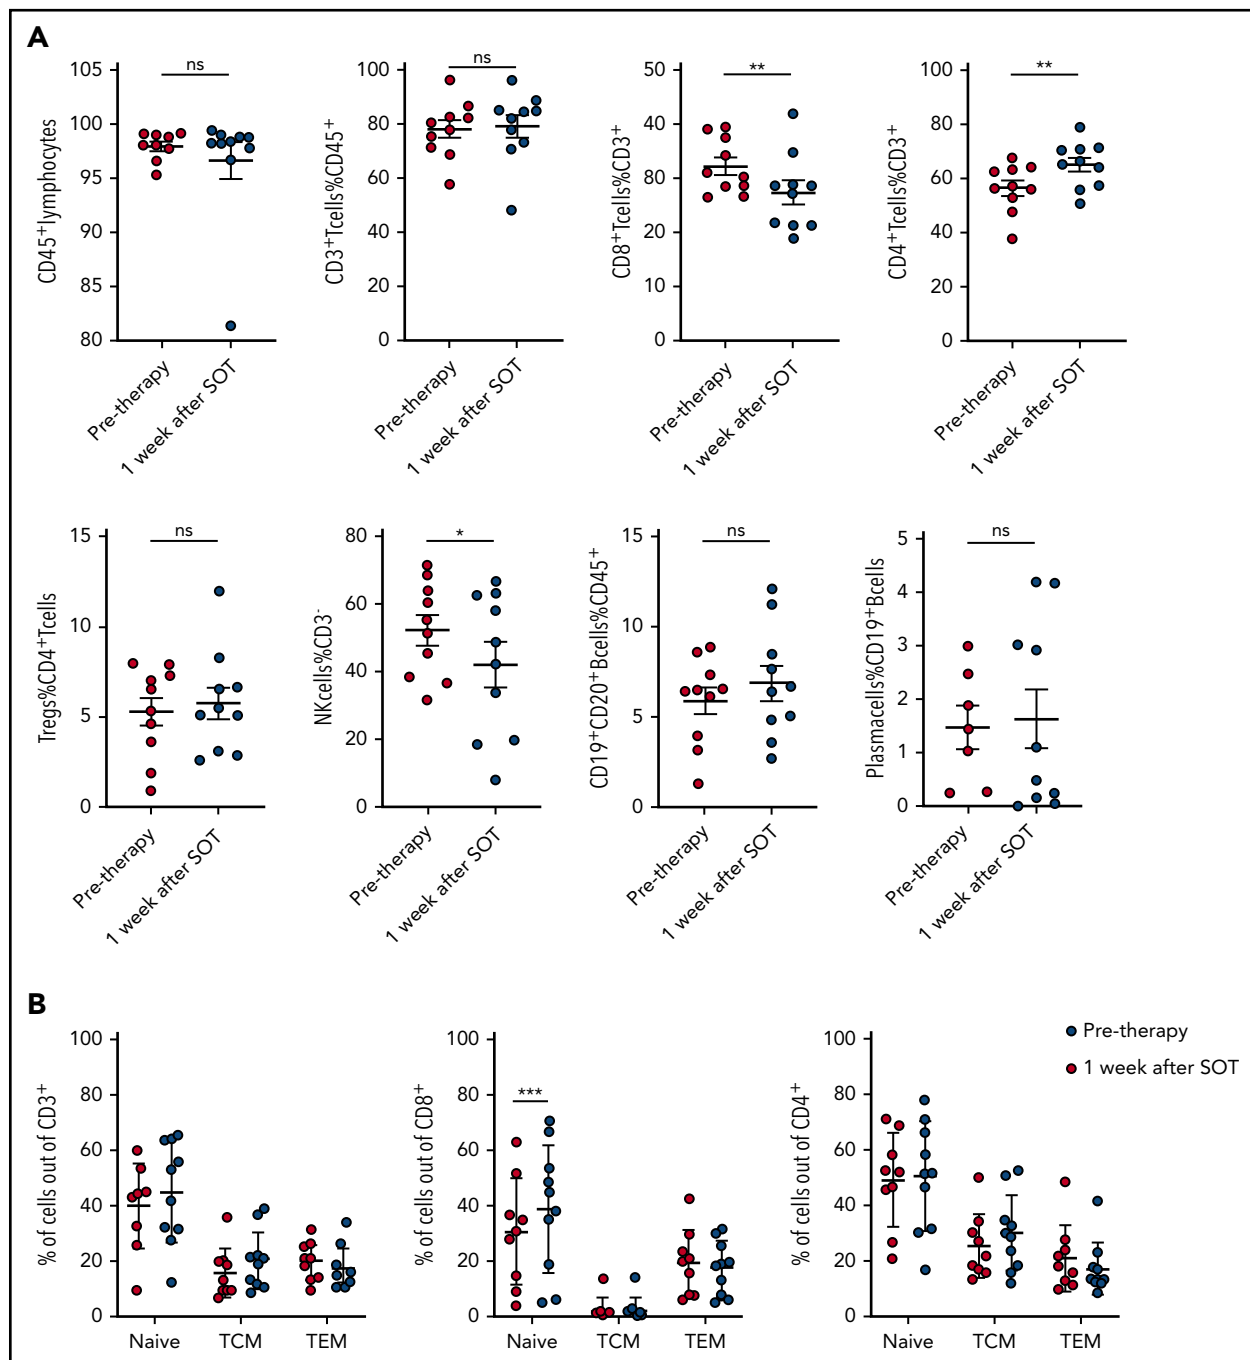 A
105
100
95
90
85
80
CD45+lymphocytes
ns
Pre-therapy
1 week after SOT
100
80
60
40
20
0
CD3+Tcells%CD45+
ns
Pre-therapy
1 week after SOT
50
40
80
20
10
0
CD8+Tcells%CD3+
**
Pre-therapy
1 week after SOT
100
80
60
40
20
0
CD4+Tcells%CD3+
**
Pre-therapy
1 week after SOT
15
10
5
0
Tregs%CD4+Tcells
ns
Pre-therapy
1 week after SOT
80
60
40
20
0
NKcells%CD3-
*
Pre-therapy
1 week after SOT
15
10
5
0
CD19+CD20+Bcells%CD45+
ns
Pre-therapy
1 week after SOT
5
4
3
2
1
0
Plasmacells%CD19+Bcells
ns
Pre-therapy
1 week after SOT
B
100
80
60
40
20
0
% of cells out of CD3+
Naive TCM TEM
100
80
60
40
20
0
% of cells out of CD8+
***
Naive TCM TEM
100
80
60
40
20
0
% of cells out of CD4+
Naive TCM TEM
Pre-therapy
1 week after SOT